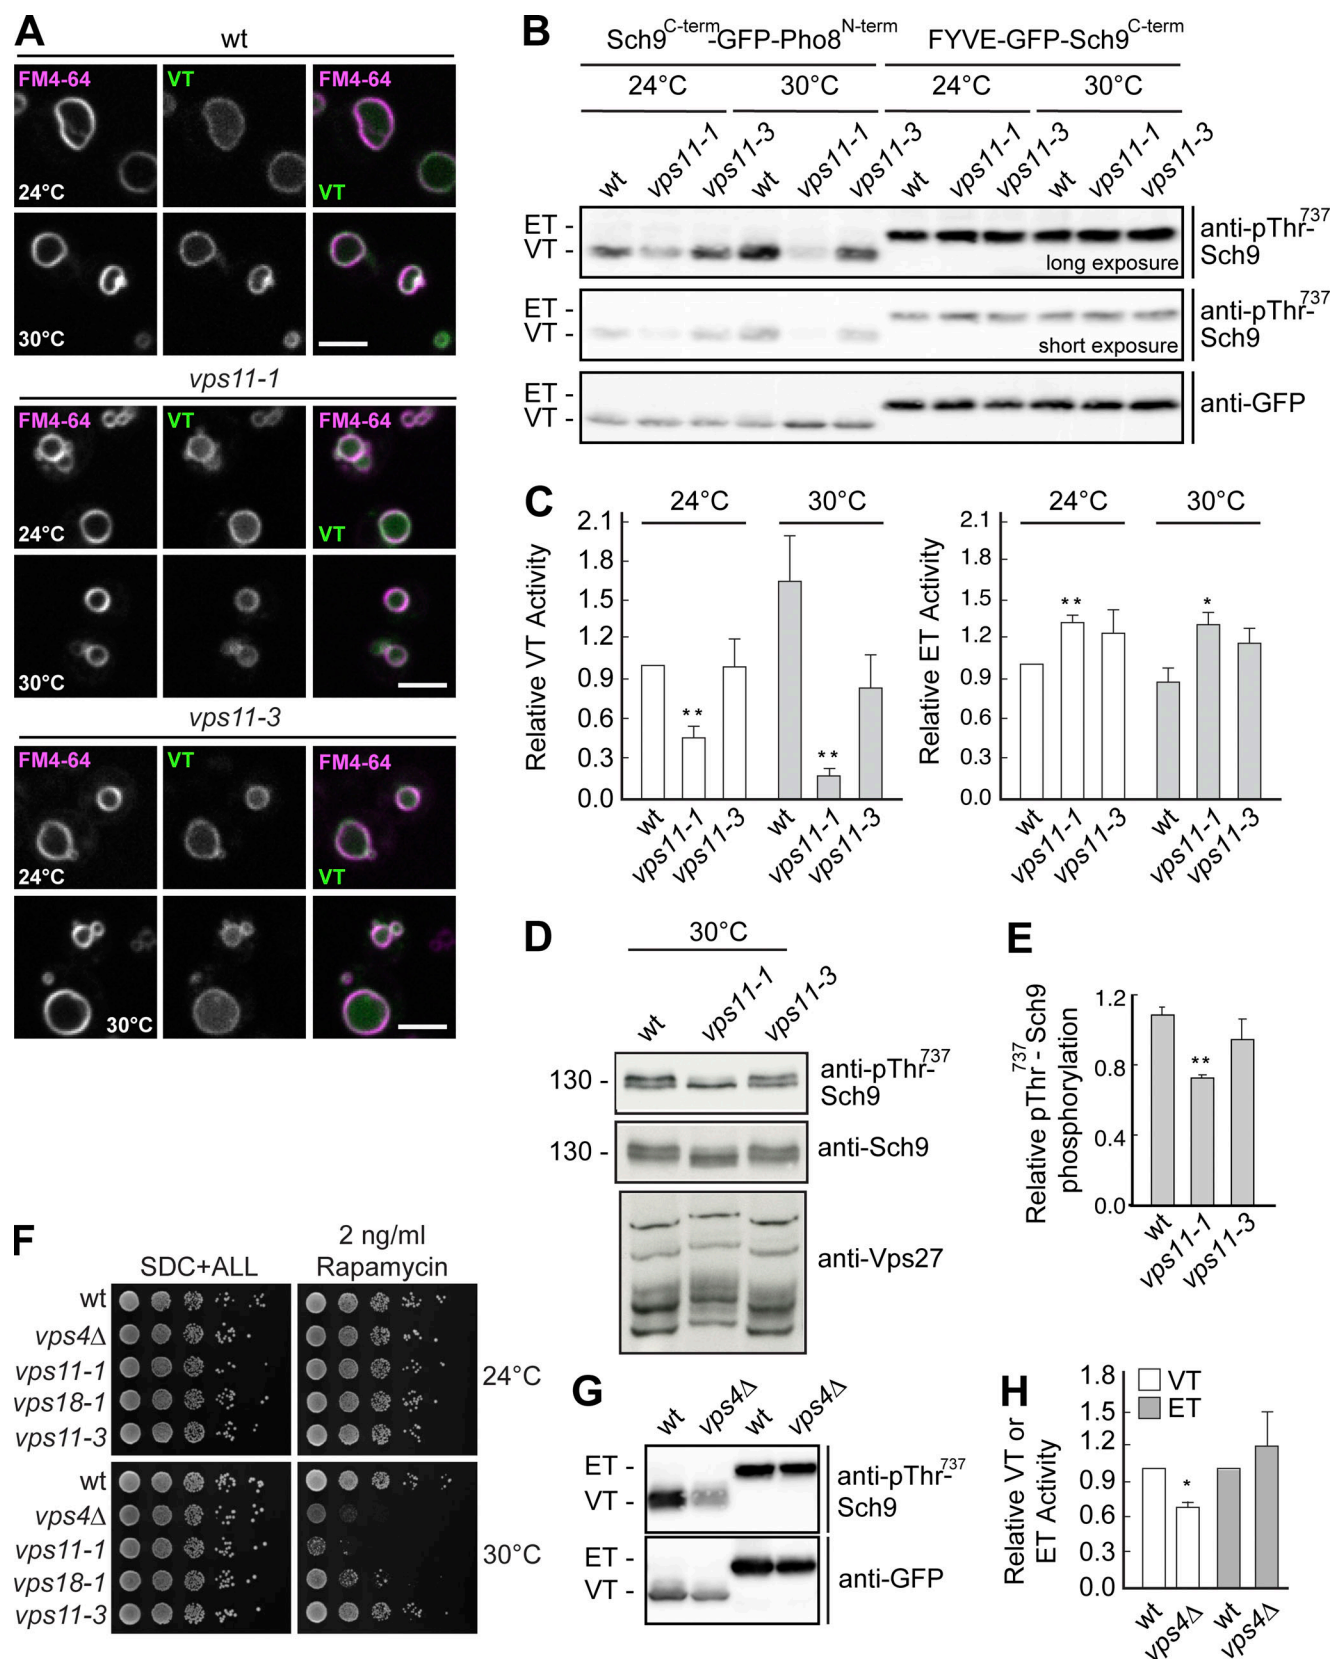 A
wt
FM4-64 VT FM4-64
24°C VT
30°C
vps11-1
FM4-64 VT FM4-64
24°C VT
30°C
vps11-3
FM4-64 VT FM4-64
24°C VT
30°C
B
Sch9C-term-GFP-Pho8N-term FYVE-GFP-Sch9C-term
24°C 30°C 24°C 30°C
wt vps11-1 vps11-3 wt vps11-1 vps11-3 wt vps11-1 vps11-3 wt vps11-1 vps11-3
ET -
VT -
long exposure
anti-pThr-737
Sch9
ET -
VT -
short exposure
anti-pThr-737
Sch9
ET -
VT -
anti-GFP
C
24°C 30°C
Relative VT Activity
2.1
1.8
1.5
1.2
0.9
0.6
0.3
0.0
**
**
wt vps11-1 vps11-3 wt vps11-1 vps11-3
24°C 30°C
Relative ET Activity
2.1
1.8
1.5
1.2
0.9
0.6
0.3
0.0
**
*
wt vps11-1 vps11-3 wt vps11-1 vps11-3
D
30°C
wt vps11-1 vps11-3
130 -
anti-pThr-737
Sch9
130 -
anti-Sch9
anti-Vps27
E
Relative pThr737 - Sch9
phosphorylation
1.2
0.8
0.4
0.0
**
wt vps11-1 vps11-3
F
SDC+ALL
2 ng/ml
Rapamycin
wt
vps4Δ
vps11-1
vps18-1
vps11-3
24°C
wt
vps4Δ
vps11-1
vps18-1
vps11-3
30°C
G
wt vps4Δ wt vps4Δ
ET -
VT -
anti-pThr-737
Sch9
ET -
VT -
anti-GFP
H
Relative VT or
ET Activity
1.8
1.5
1.2
0.9
0.6
0.3
0.0
VT
ET
*
wt vps4Δ wt vps4Δ